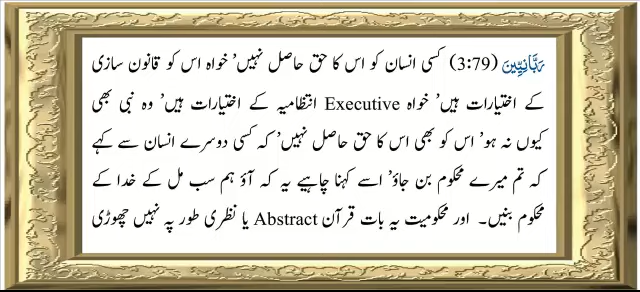 رَبَّانِيِّينَ (3:79) کسی انسان کو اس کا حق حاصل نہیں’ خواہ اس کو قانون سازی
کے اختیارات ہیں’ خواہ Executive انتظامیہ کے اختیارات ہیں’ وہ نبی بھی
کیوں نہ ہو’ اس کو بھی اس کا حق حاصل نہیں’ کہ کسی دوسرے انسان سے کہے
کہ تم میرے محکوم بن جاؤ’ اسے کہنا چاہیے یہ کہ آؤ ہم سب مل کے خدا کے
محکوم بنیں۔ اور محکومیت یہ بات قرآن Abstract یا نظری طور پہ نہیں چھوڑی